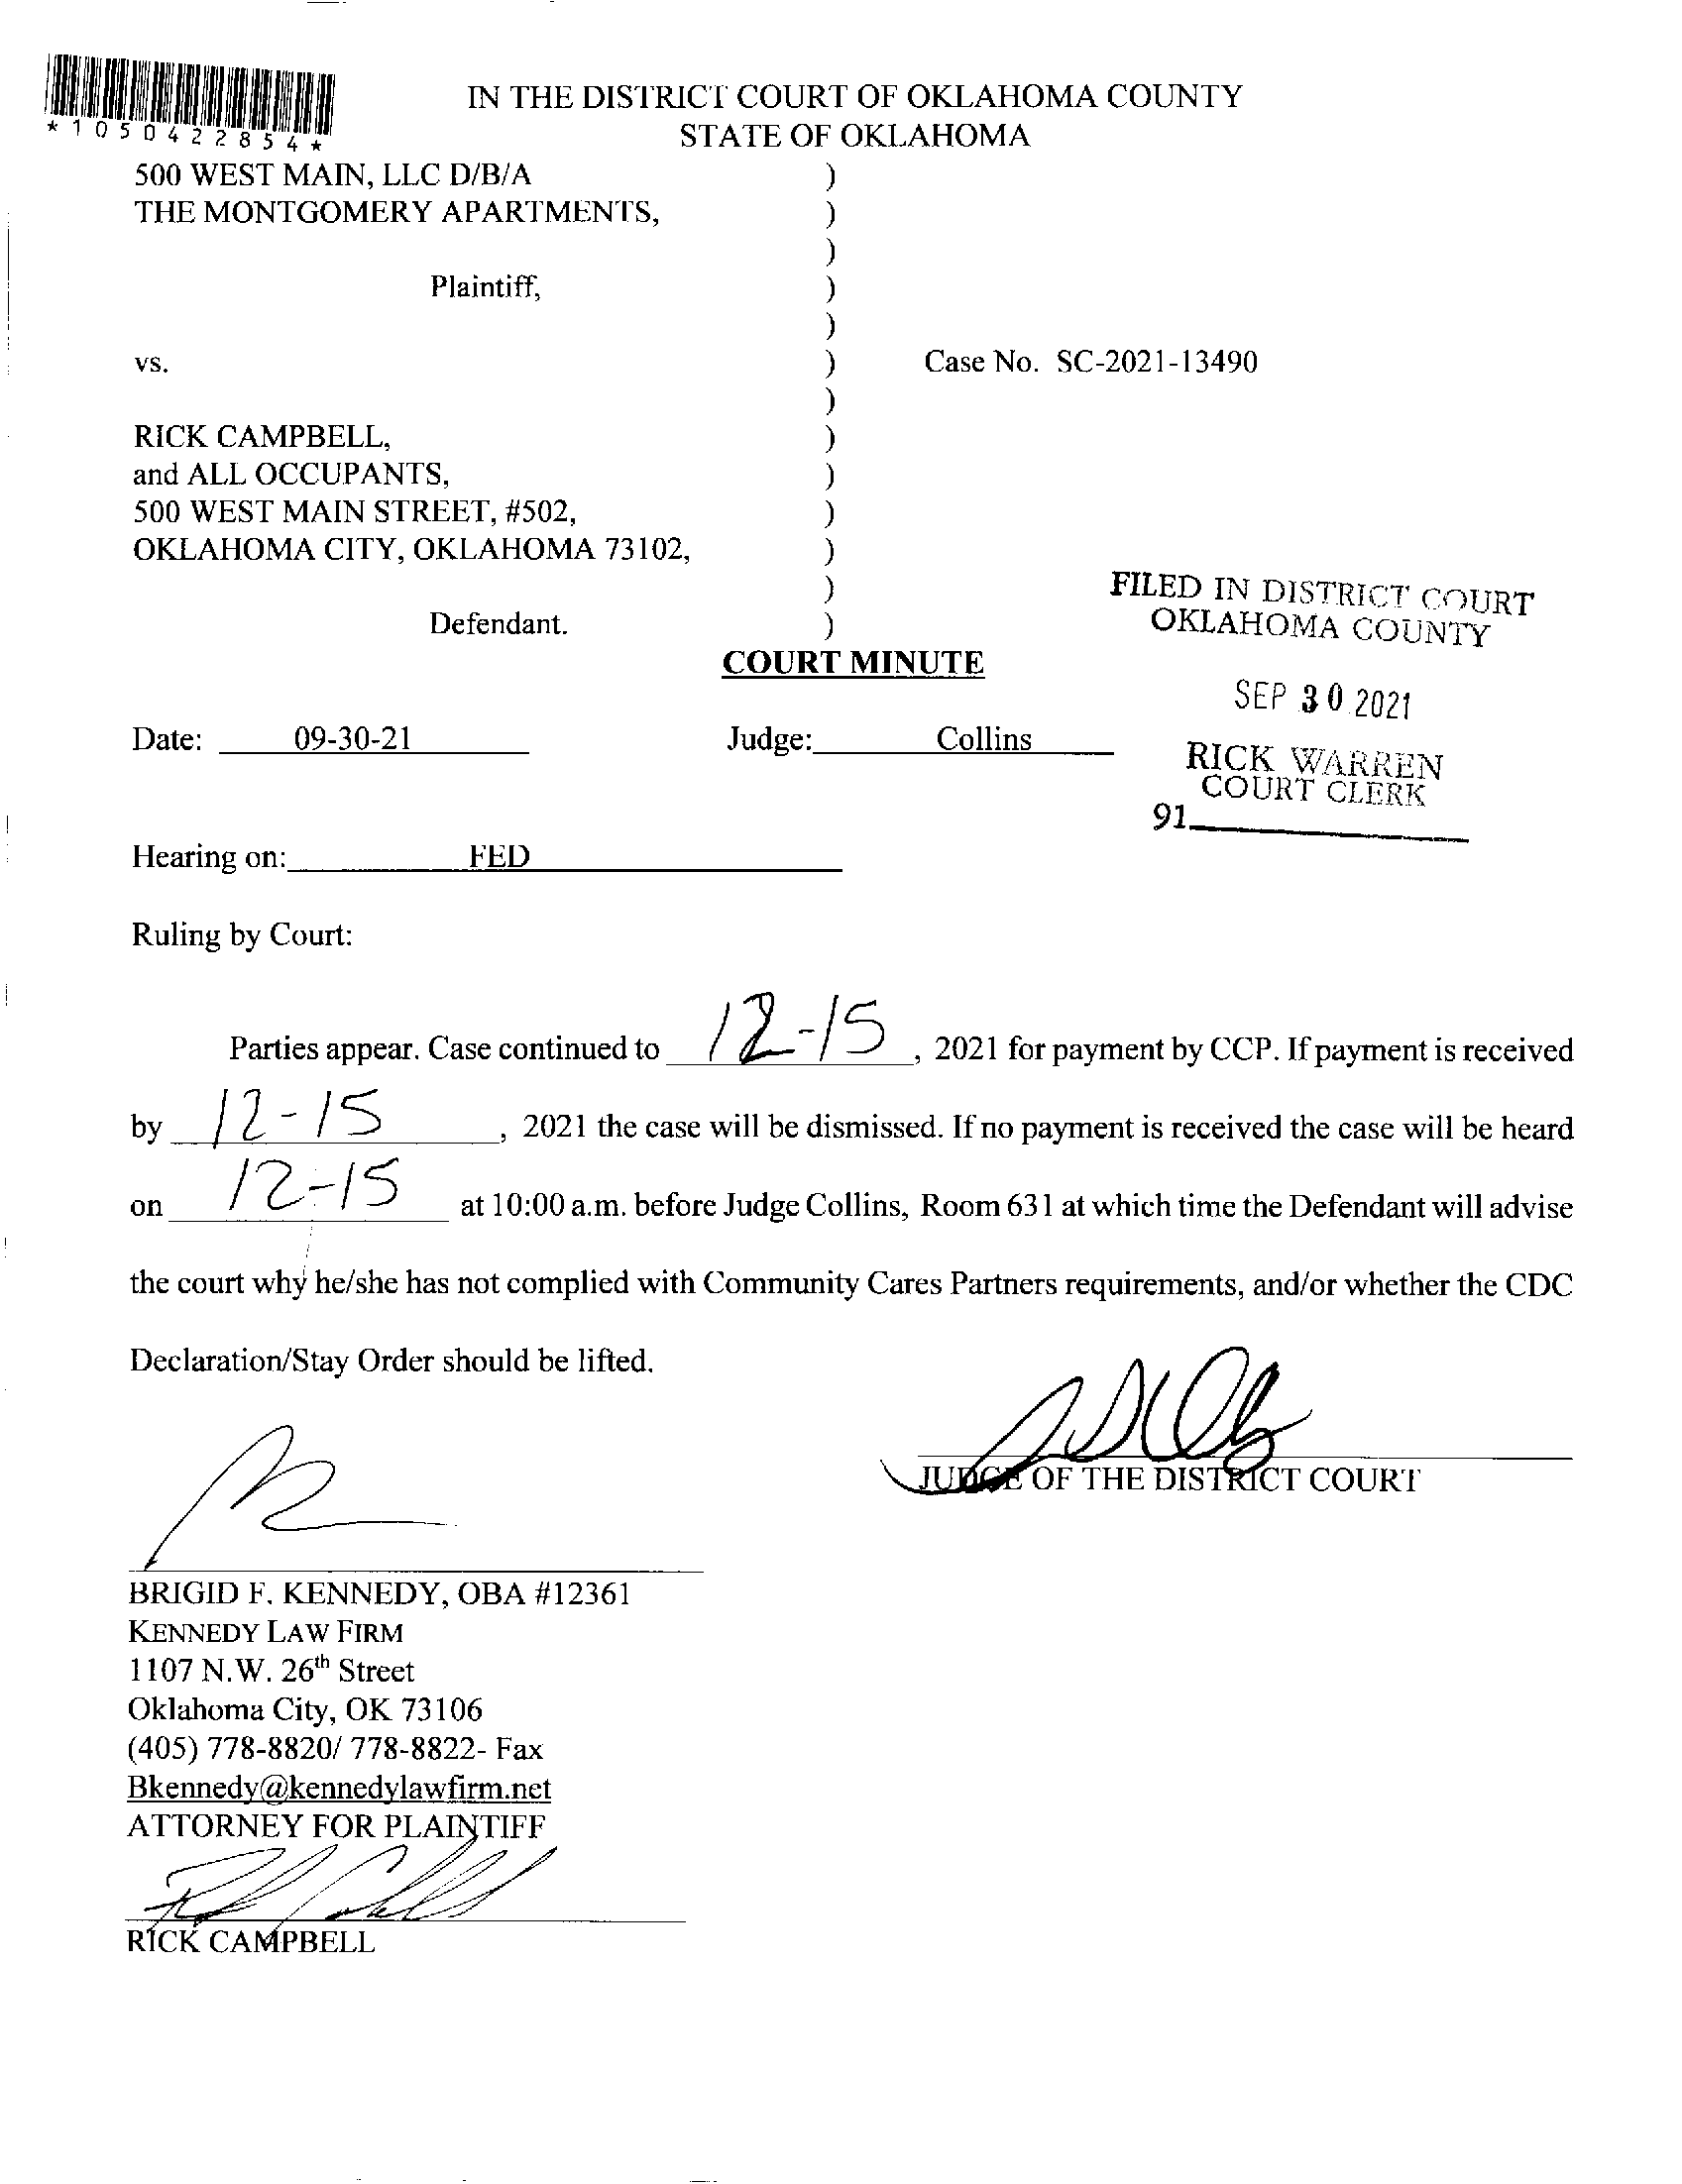 *1050422854*
IN THE DISTRICT COURT OF OKLAHOMA COUNTY
STATE OF OKLAHOMA
500 WEST MAIN, LLC D/B/A )
THE MONTGOMERY APARTMENTS, )
)
Plaintiff, )
)
vs. ) Case No. SC-2021-13490
)
RICK CAMPBELL, )
and ALL OCCUPANTS, )
500 WEST MAIN STREET, #502, )
OKLAHOMA CITY, OKLAHOMA 73102, )
)
Defendant. )
FILED IN DISTRICT COURT
OKLAHOMA COUNTY
SEP 30 2021
RICK WARREN
COURT CLERK
91
COURT MINUTE
Date: 09-30-21 Judge: Collins
Hearing on: FED
Ruling by Court:
Parties appear. Case continued to 12-15, 2021 for payment by CCP. If payment is received
by 12-15, 2021 the case will be dismissed. If no payment is received the case will be heard
on 12-15 at 10:00 a.m. before Judge Collins, Room 631 at which time the Defendant will advise
the court why he/she has not complied with Community Cares Partners requirements, and/or whether the CDC
Declaration/Stay Order should be lifted.
JUDGE OF THE DISTRICT COURT
BRIGID F. KENNEDY, OBA #12361
KENNEDY LAW FIRM
1107 N.W. 26th Street
Oklahoma City, OK 73106
(405) 778-8820/ 778-8822- Fax
Bkennedy@kennedylawfirm.net
ATTORNEY FOR PLAINTIFF
RICK CAMPBELL